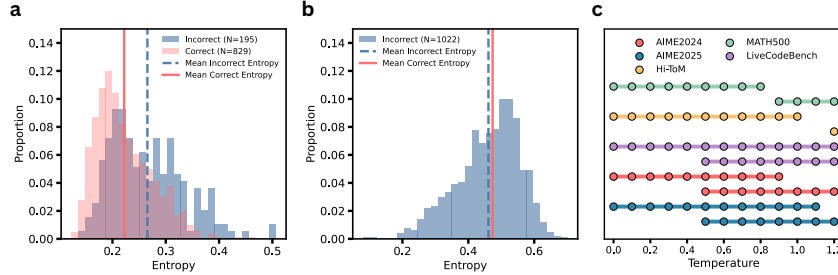 a
0.14
0.12
0.10
0.08
0.06
0.04
0.02
0.00
Proportion
Incorrect (N=195)
Correct (N=829)
Mean Incorrect Entropy
Mean Correct Entropy
0.2 0.3 0.4 0.5
Entropy
b
0.14
0.12
0.10
0.08
0.06
0.04
0.02
0.00
Proportion
Incorrect (N=1022)
Mean Incorrect Entropy
Mean Correct Entropy
0.2 0.4 0.6
Entropy
c
AIME2024 MATH500
AIME2025 LiveCodeBench
Hi-ToM
0.0 0.2 0.4 0.6 0.8 1.0 1.2
Temperature